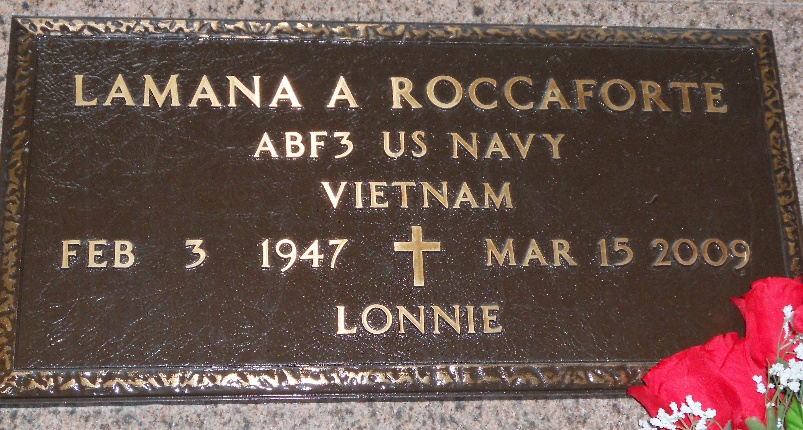 LAMANA A ROCCAFORTE
ABF3 US NAVY
VIETNAM
FEB 3 1947 MAR 15 2009
LONNIE